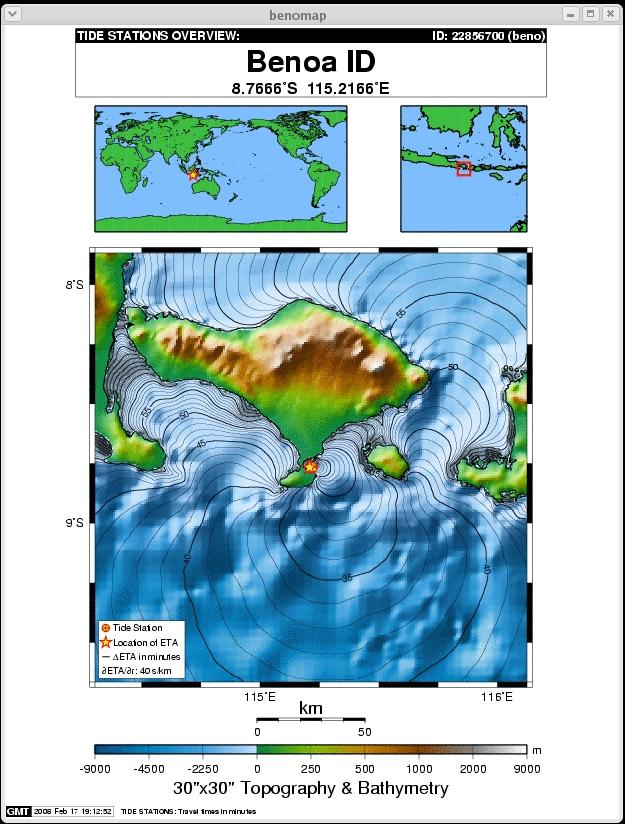 benomap
TIDE STATIONS OVERVIEW: ID: 22856700 (beno)
Benoa ID
8.7666°S 115.2166°E
8°S
55
50
55
50
45
9°S
40
35
40
Tide Station
Location of ETA
ΔETA in minutes
∂ETA/∂r: 40 s/km
115°E 116°E
km
0 50
m
-9000 -4500 -2250 0 250 500 1000 2000 9000
30"x30" Topography & Bathymetry
GMT 2008 Feb 17 19:12:52 TIDE STATIONS: Travel times in minutes